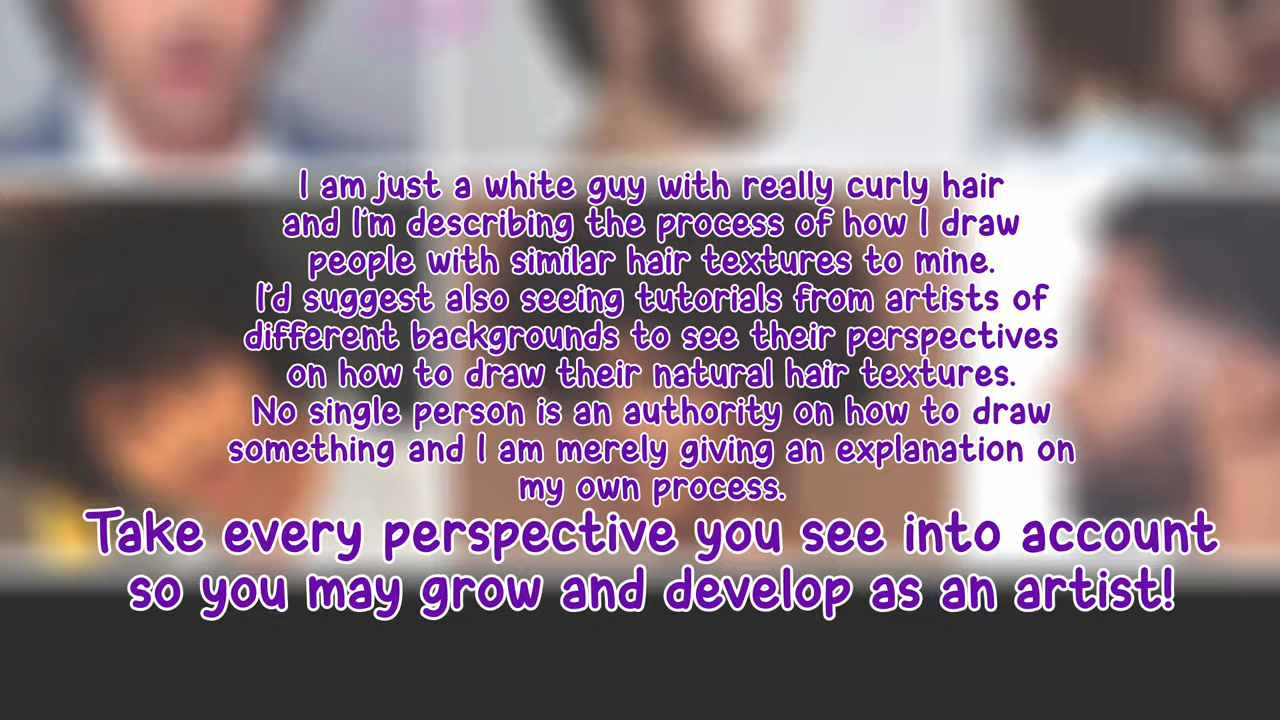 I am just a white guy with really curly hair
and I'm describing the process of how I draw
people with similar hair textures to mine.
I'd suggest also seeing tutorials from artists of
different backgrounds to see their perspectives
on how to draw their natural hair textures.
No single person is an authority on how to draw
something and I am merely giving an explanation on
my own process.
Take every perspective you see into account
so you may grow and develop as an artist!